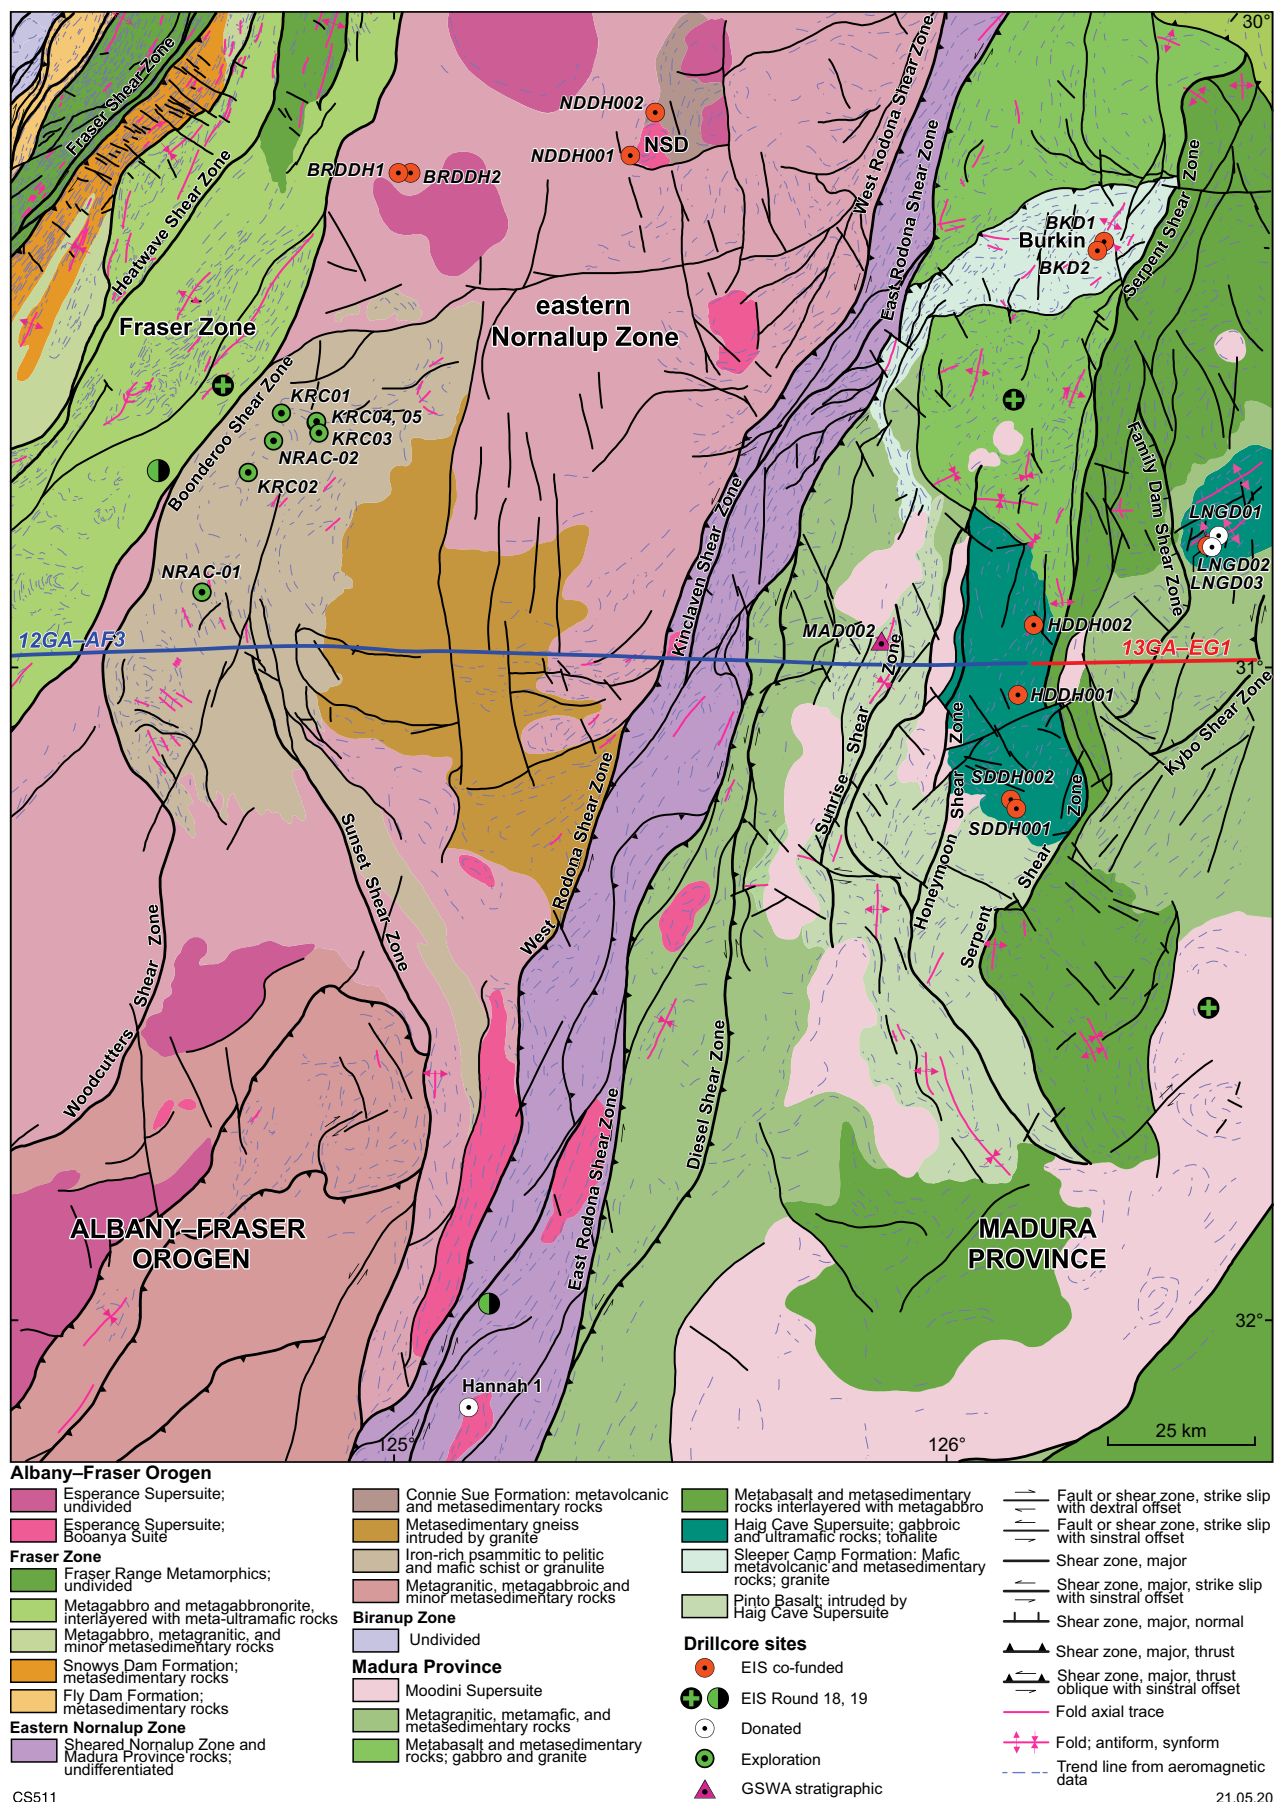 30°
Fraser Shear Zone
Heatwave Shear Zone
NDDH002
NSD
NDDH001
BRDDH1
BRDDH2
West Rodona Shear Zone
East Rodona Shear Zone
BKD1
Burkin
BKD2
Serpent Shear Zone
eastern
Nornalup Zone
Fraser Zone
Boonderoo Shear Zone
KRC01
KRC04, 05
KRC03
NRAC-02
KRC02
Family Dam Shear Zone
LNGD01
LNGD02
LNGD03
Kinclaven Shear Zone
NRAC-01
12GA–AF3
MAD002
HDDH002
13GA–EG1
31°
HDDH001
Kybo Shear Zone
Sunrise Shear Zone
SDDH002
SDDH001
Honeymoon Shear Zone
Serpent Shear Zone
Sunset Shear Zone
West Rodona Shear Zone
Woodcutters Shear Zone
Diesel Shear Zone
East Rodona Shear Zone
ALBANY–FRASER
OROGEN
MADURA
PROVINCE
32°
Hannah 1
125°
126°
25 km
Albany–Fraser Orogen
Esperance Supersuite;
undivided
Esperance Supersuite;
Booanya Suite
Fraser Zone
Fraser Range Metamorphics;
undivided
Metagabbro and metagabbronorite,
interlayered with meta-ultramafic rocks
Metagabbro, metagranitic, and
minor metasedimentary rocks
Snowys Dam Formation;
metasedimentary rocks
Fly Dam Formation;
metasedimentary rocks
Eastern Nornalup Zone
Sheared Nornalup Zone and
Madura Province rocks;
undifferentiated
Connie Sue Formation: metavolcanic
and metasedimentary rocks
Metasedimentary gneiss
intruded by granite
Iron-rich psammitic to pelitic
and mafic schist or granulite
Metagranitic, metagabbroic and
minor metasedimentary rocks
Biranup Zone
Undivided
Madura Province
Moodini Supersuite
Metagranitic, metamafic, and
metasedimentary rocks
Metabasalt and metasedimentary
rocks; gabbro and granite
Metabasalt and metasedimentary
rocks interlayered with metagabbro
Haig Cave Supersuite; gabbroic
and ultramafic rocks; tonalite
Sleeper Camp Formation: Mafic
metavolcanic and metasedimentary
rocks; granite
Pinto Basalt; intruded by
Haig Cave Supersuite
Drillcore sites
EIS co-funded
EIS Round 18, 19
Donated
Exploration
GSWA stratigraphic
Fault or shear zone, strike slip
with dextral offset
Fault or shear zone, strike slip
with sinstral offset
Shear zone, major
Shear zone, major, strike slip
with sinstral offset
Shear zone, major, normal
Shear zone, major, thrust
Shear zone, major, thrust
oblique with sinstral offset
Fold axial trace
Fold; antiform, synform
Trend line from aeromagnetic
data
CS511
21.05.20